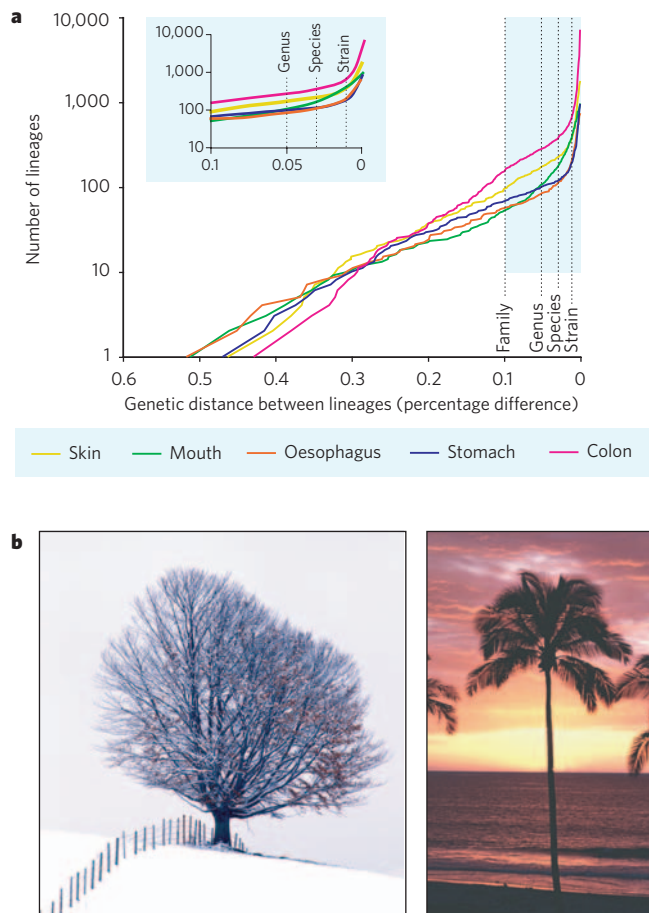 a
10,000
1,000
100
10
1
Number of lineages
10,000
1,000
100
10
0.1
0.05
0
Genus
Species
Strain
Family
Genus
Species
Strain
0.6
0.5
0.4
0.3
0.2
0.1
0
Genetic distance between lineages (percentage difference)
Skin
Mouth
Oesophagus
Stomach
Colon
b